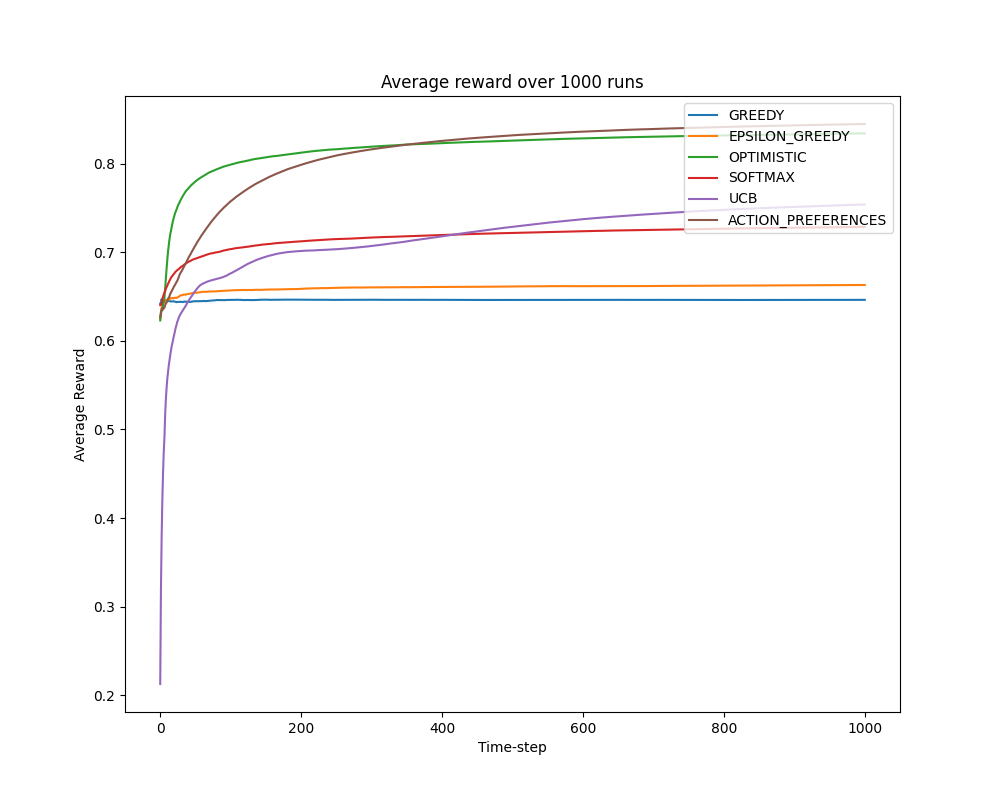 Average reward over 1000 runs
GREEDY
EPSILON_GREEDY
OPTIMISTIC
SOFTMAX
UCB
ACTION_PREFERENCES
Average Reward
0.8
0.7
0.6
0.5
0.4
0.3
0.2
0 200 400 600 800 1000
Time-step